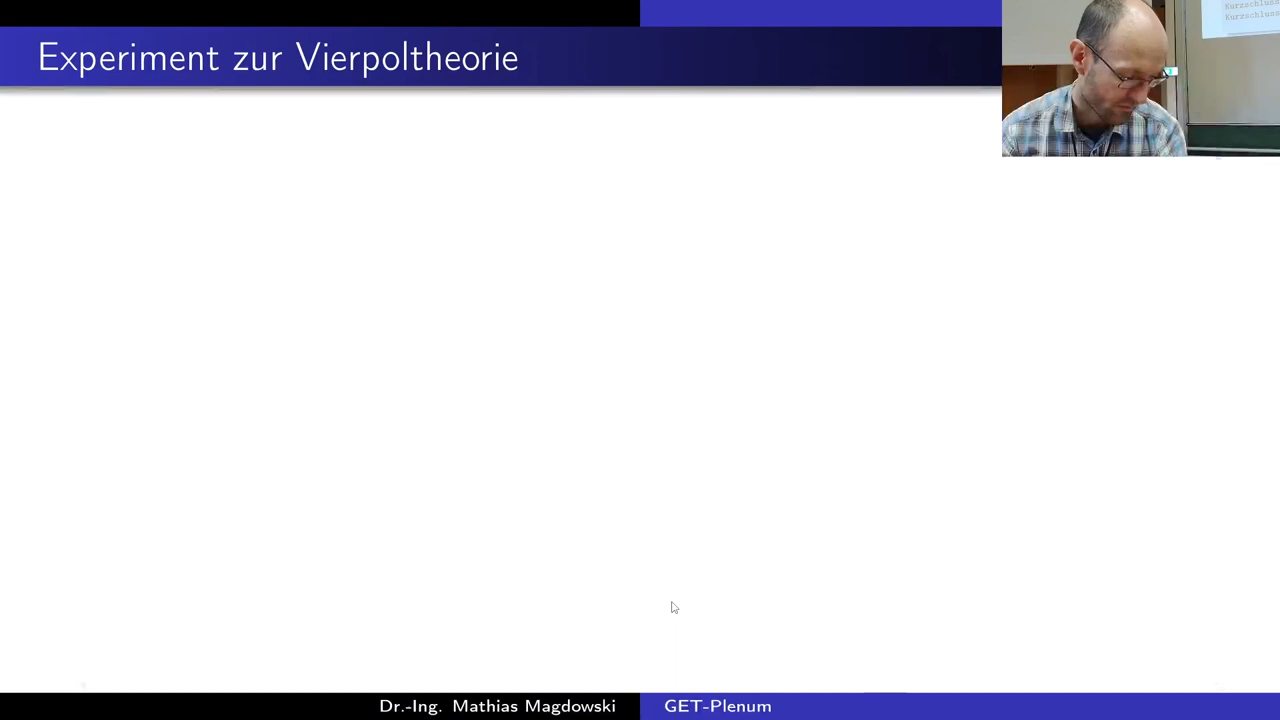 Experiment zur Vierpoltheorie
Kurzschluss
Kurzschluss
Dr.-Ing. Mathias Magdowski
GET-Plenum